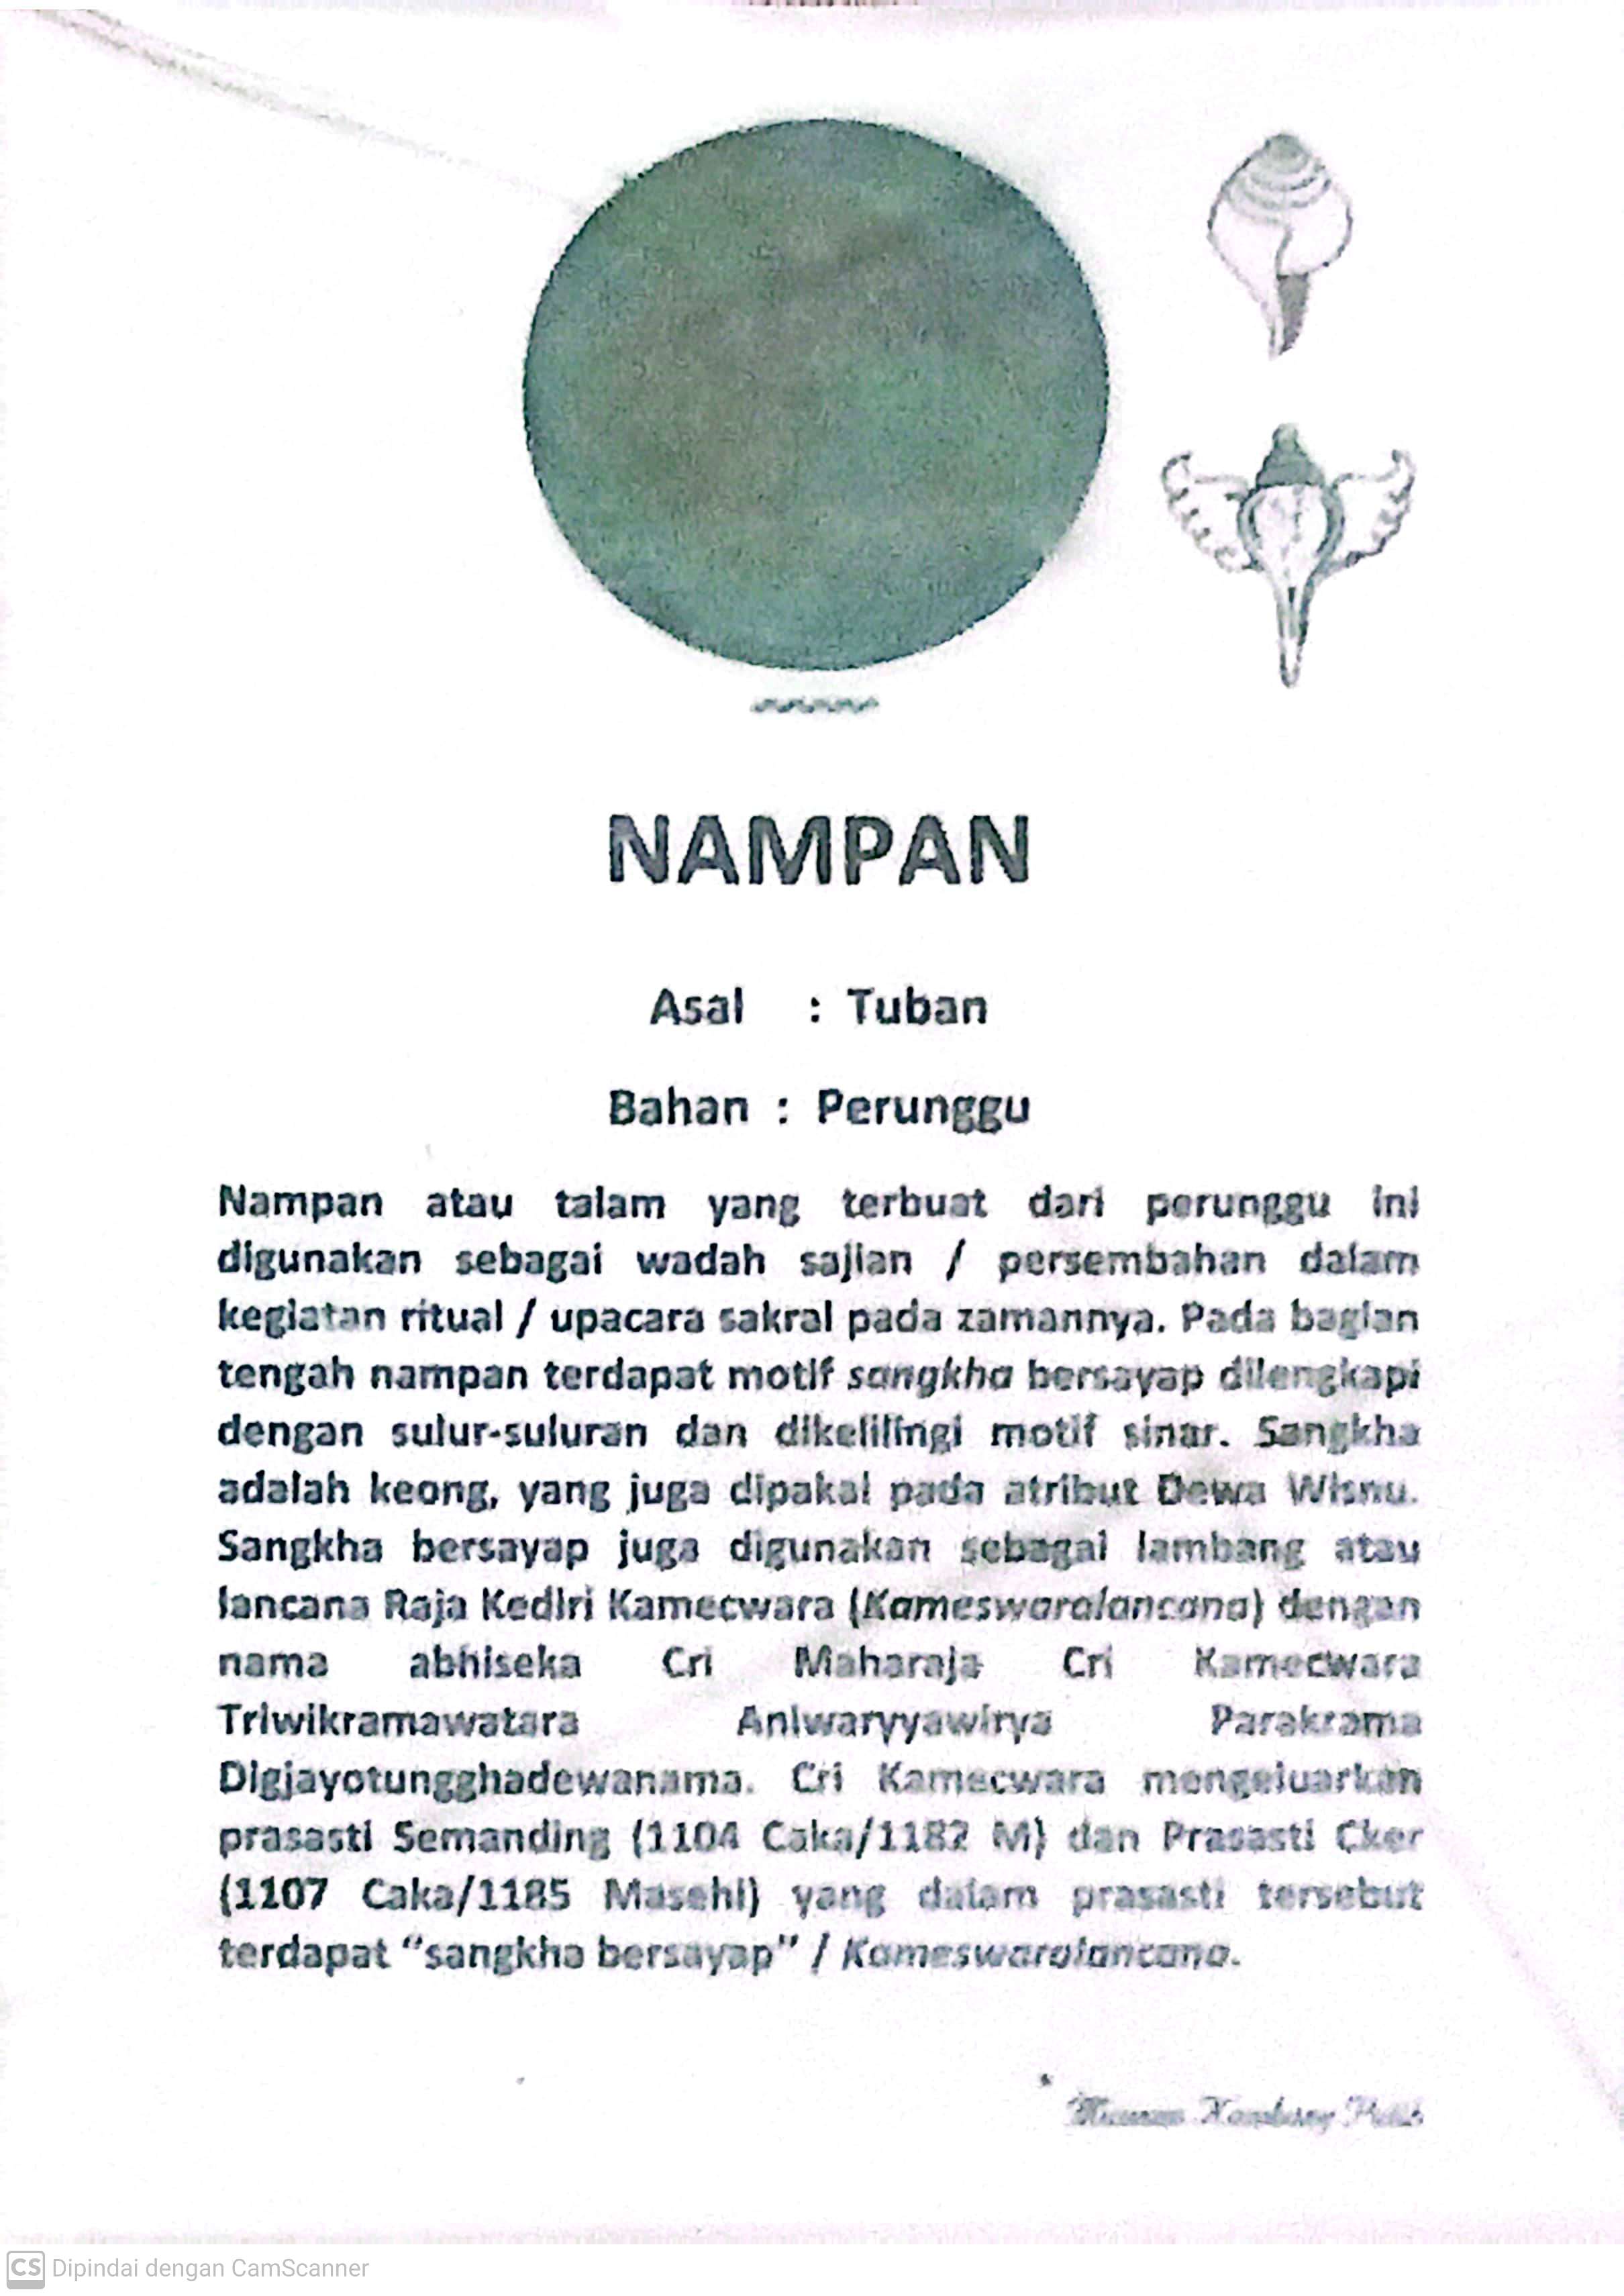 NAMPAN
Asal : Tuban
Bahan : Perunggu
Nampan atau talam yang terbuat dari perunggu ini
digunakan sebagai wadah sajian / persembahan dalam
kegiatan ritual / upacara sakral pada zamannya. Pada bagian
tengah nampan terdapat motif sangkha bersayap dilengkapi
dengan sulur-suluran dan dikelilingi motif sinar. Sangkha
adalah keong, yang juga dipakai pada atribut Dewa Wisnu.
Sangkha bersayap juga digunakan sebagai lambang atau
lancana Raja Kediri Kamecwara (Kameswaralancana) dengan
nama abhiseka Cri Maharaja Cri Kamecwara
Triwikramawatara Aniwaryyawirya Parakrama
Digjayotungghadewanama. Cri Kamecwara mengeluarkan
prasasti Semanding (1104 Caka/1182 M) dan Prasasti Cker
(1107 Caka/1185 Masehi) yang dalam prasasti tersebut
terdapat "sangkha bersayap" / Kameswaralancana.
Museum Kambang Putih
CS Dipindai dengan CamScanner